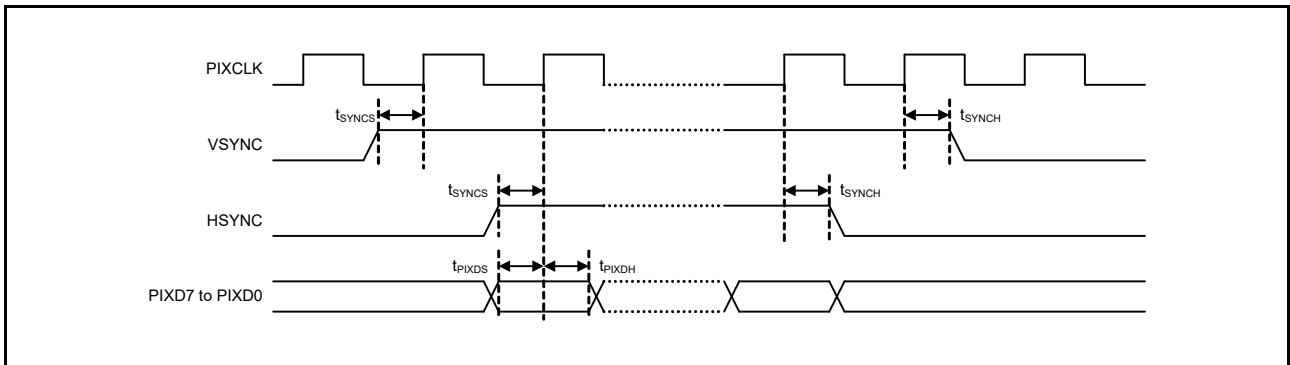 PIXCLK
tSYNCS
tSYNCH
VSYNC
tSYNCS
tSYNCH
HSYNC
tPIXDS
tPIXDH
PIXD7 to PIXD0